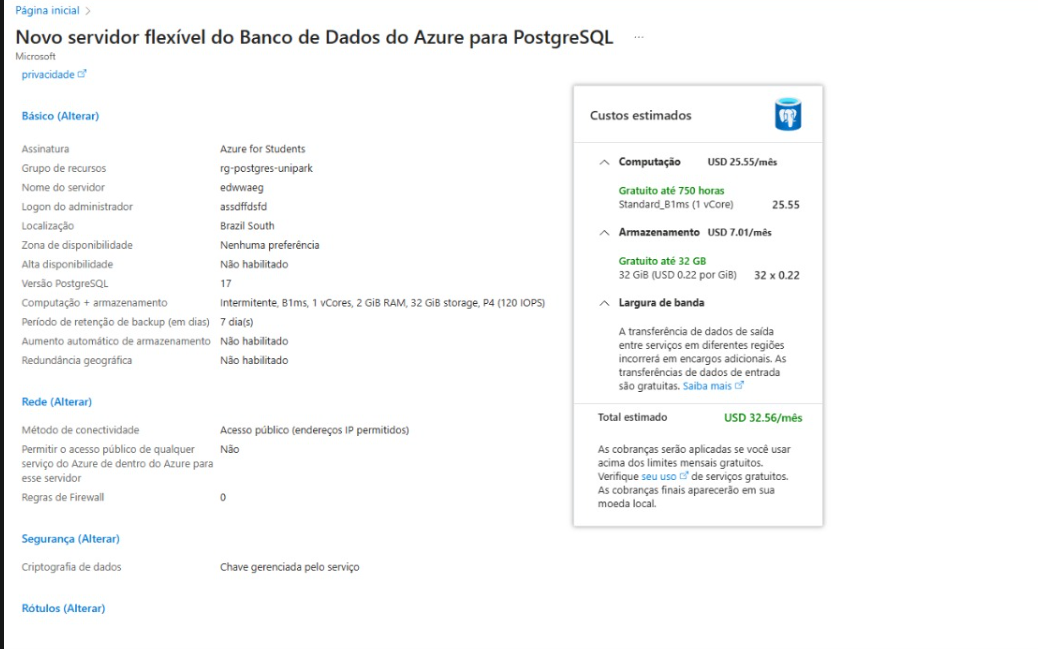 Página inicial >
Novo servidor flexível do Banco de Dados do Azure para PostgreSQL ...
Microsoft
privacidade
Básico (Alterar)
Assinatura Azure for Students
Grupo de recursos rg-postgres-unipark
Nome do servidor edwwaeg
Logon do administrador assdffdsfd
Localização Brazil South
Zona de disponibilidade Nenhuma preferência
Alta disponibilidade Não habilitado
Versão PostgreSQL 17
Computação + armazenamento Intermitente, B1ms, 1 vCores, 2 GiB RAM, 32 GiB storage, P4 (120 IOPS)
Período de retenção de backup (em dias) 7 dia(s)
Aumento automático de armazenamento Não habilitado
Redundância geográfica Não habilitado
Rede (Alterar)
Método de conectividade Acesso público (endereços IP permitidos)
Permitir o acesso público de qualquer Não
serviço do Azure de dentro do Azure para
esse servidor
Regras de Firewall 0
Segurança (Alterar)
Criptografia de dados Chave gerenciada pelo serviço
Rótulos (Alterar)
Custos estimados
Computação USD 25.55/mês
Gratuito até 750 horas
Standard_B1ms (1 vCore) 25.55
Armazenamento USD 7.01/mês
Gratuito até 32 GB
32 GiB (USD 0.22 por GiB) 32 x 0.22
Largura de banda
A transferência de dados de saída
entre serviços em diferentes regiões
incorrerá em encargos adicionais. As
transferências de dados de entrada
são gratuitas. Saiba mais
Total estimado USD 32.56/mês
As cobranças serão aplicadas se você usar
acima dos limites mensais gratuitos.
Verifique seu uso de serviços gratuitos.
As cobranças finais aparecerão em sua
moeda local.